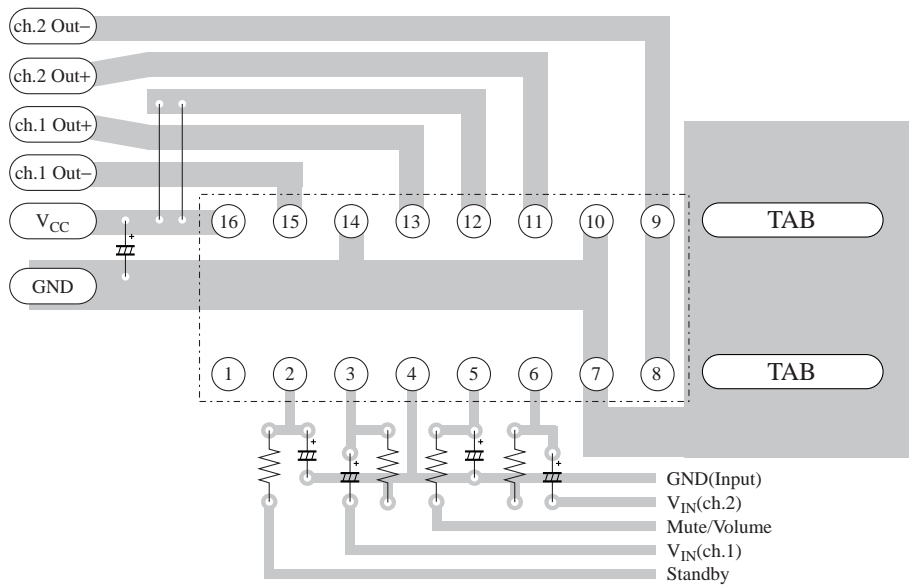 ch.2 Out−
ch.2 Out+
ch.1 Out+
ch.1 Out−
VCC
GND
+
16 15 14 13 12 11 10 9
TAB
1 2 3 4 5 6 7 8
TAB
+ + + +
GND(Input)
VIN(ch.2)
Mute/Volume
VIN(ch.1)
Standby